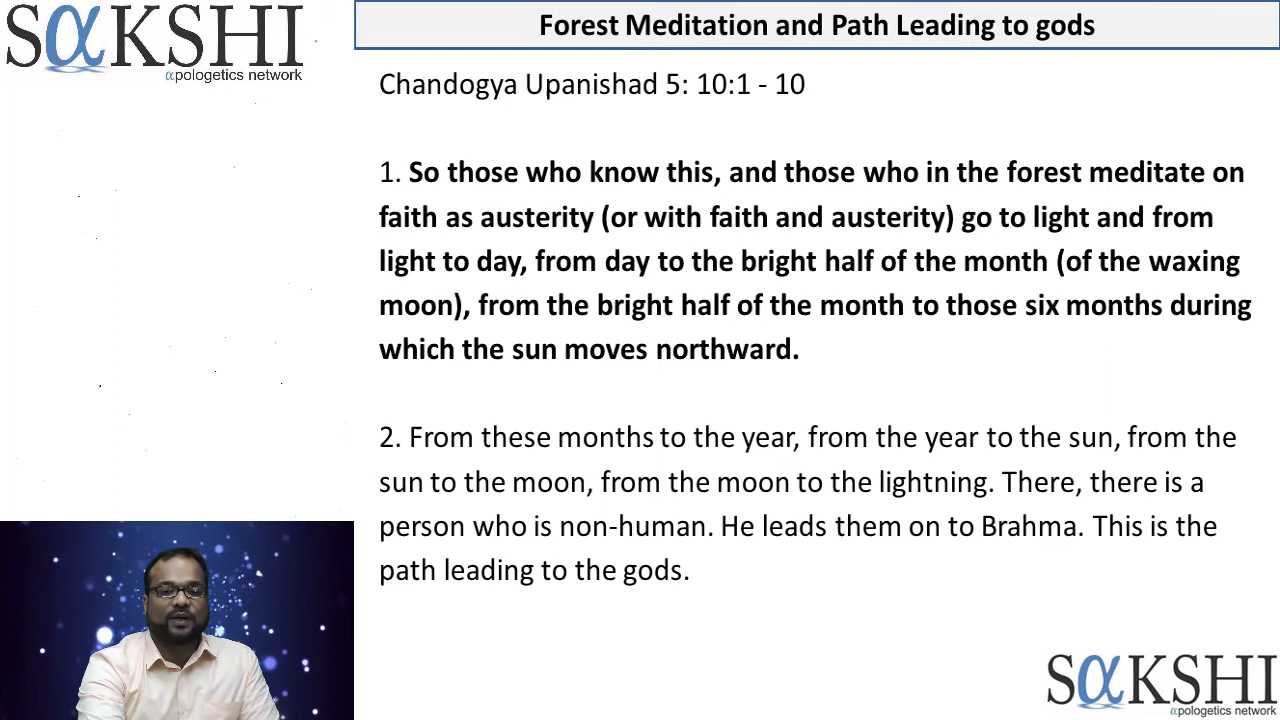 SαKSHI
αpologetics network
Forest Meditation and Path Leading to gods
Chandogya Upanishad 5: 10:1 - 10
1. So those who know this, and those who in the forest meditate on
faith as austerity (or with faith and austerity) go to light and from
light to day, from day to the bright half of the month (of the waxing
moon), from the bright half of the month to those six months during
which the sun moves northward.
2. From these months to the year, from the year to the sun, from the
sun to the moon, from the moon to the lightning. There, there is a
person who is non-human. He leads them on to Brahma. This is the
path leading to the gods.
SαKSHI
αpologetics network